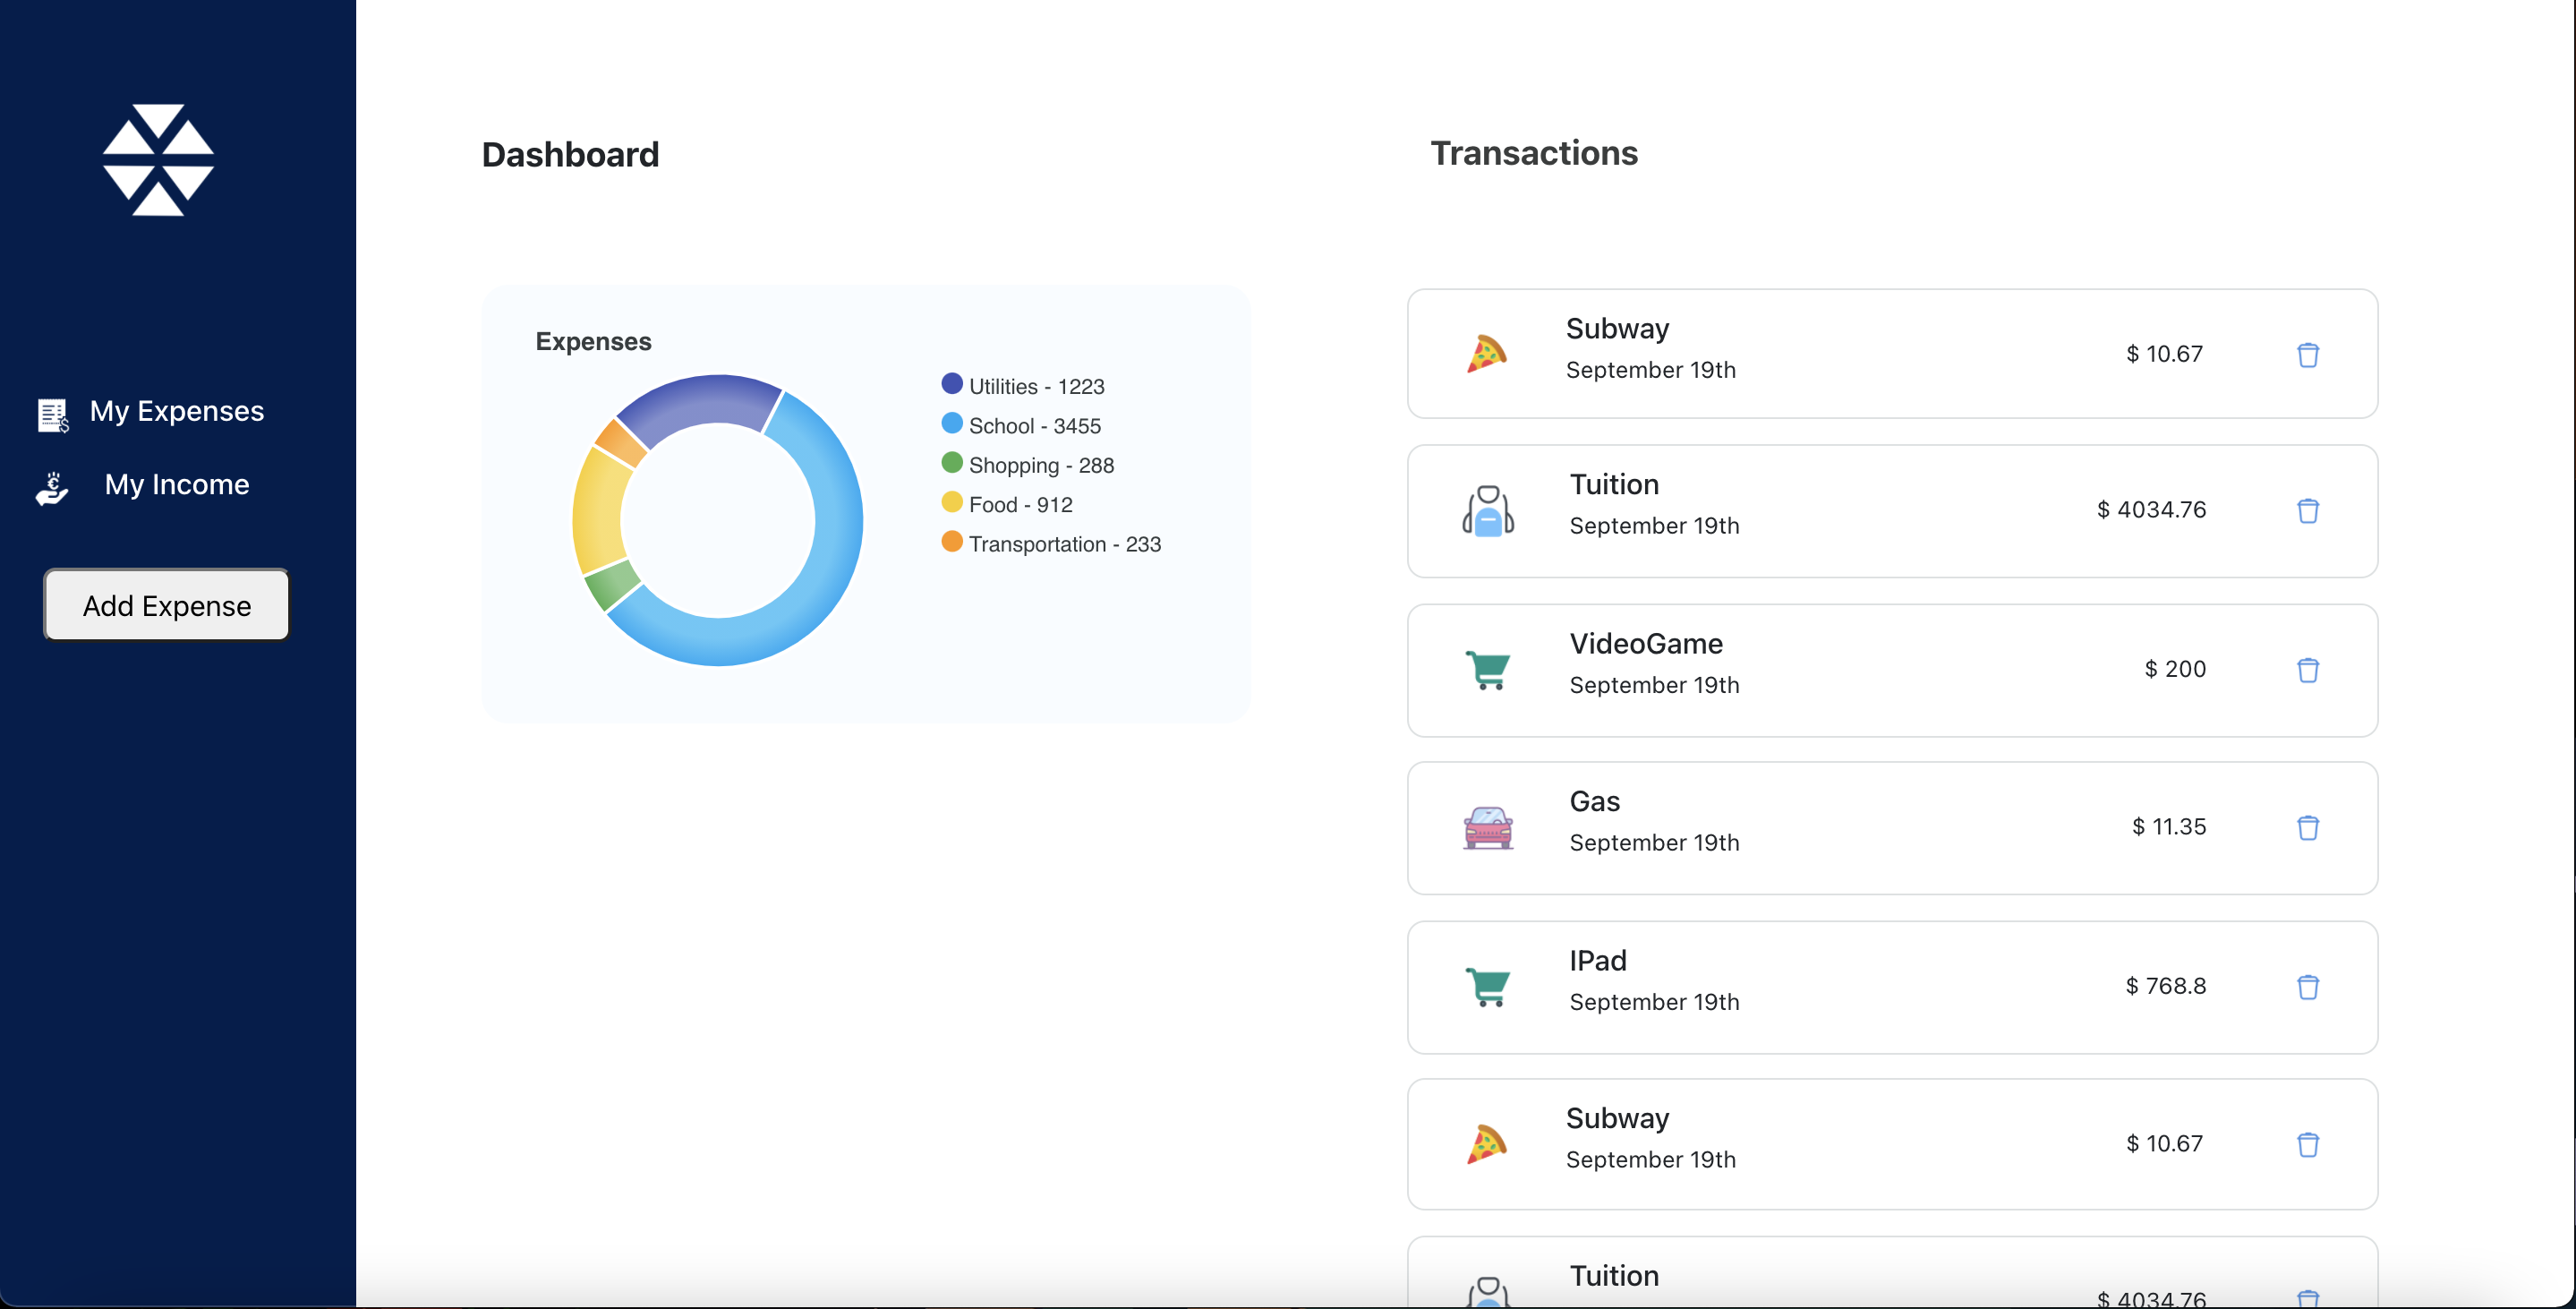 My Expenses
My Income
Add Expense
Dashboard
Expenses
Utilities - 1223
School - 3455
Shopping - 288
Food - 912
Transportation - 233
Transactions
Subway
September 19th
$ 10.67
Tuition
September 19th
$ 4034.76
VideoGame
September 19th
$ 200
Gas
September 19th
$ 11.35
IPad
September 19th
$ 768.8
Subway
September 19th
$ 10.67
Tuition
$ 4034.76